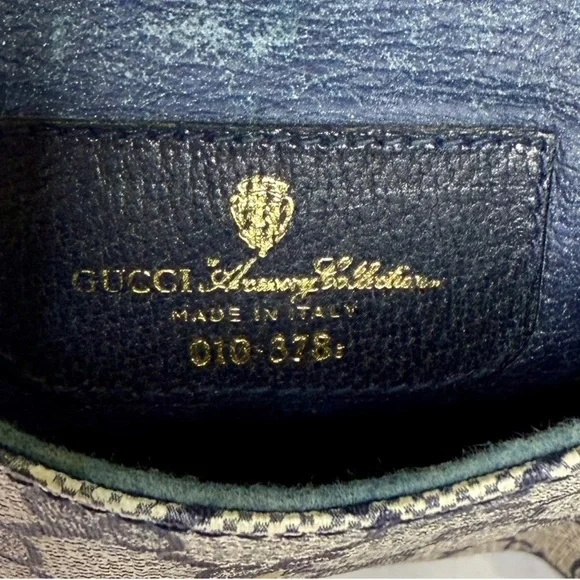 GUCCI "Accessory Collection"
MADE IN ITALY
010·378